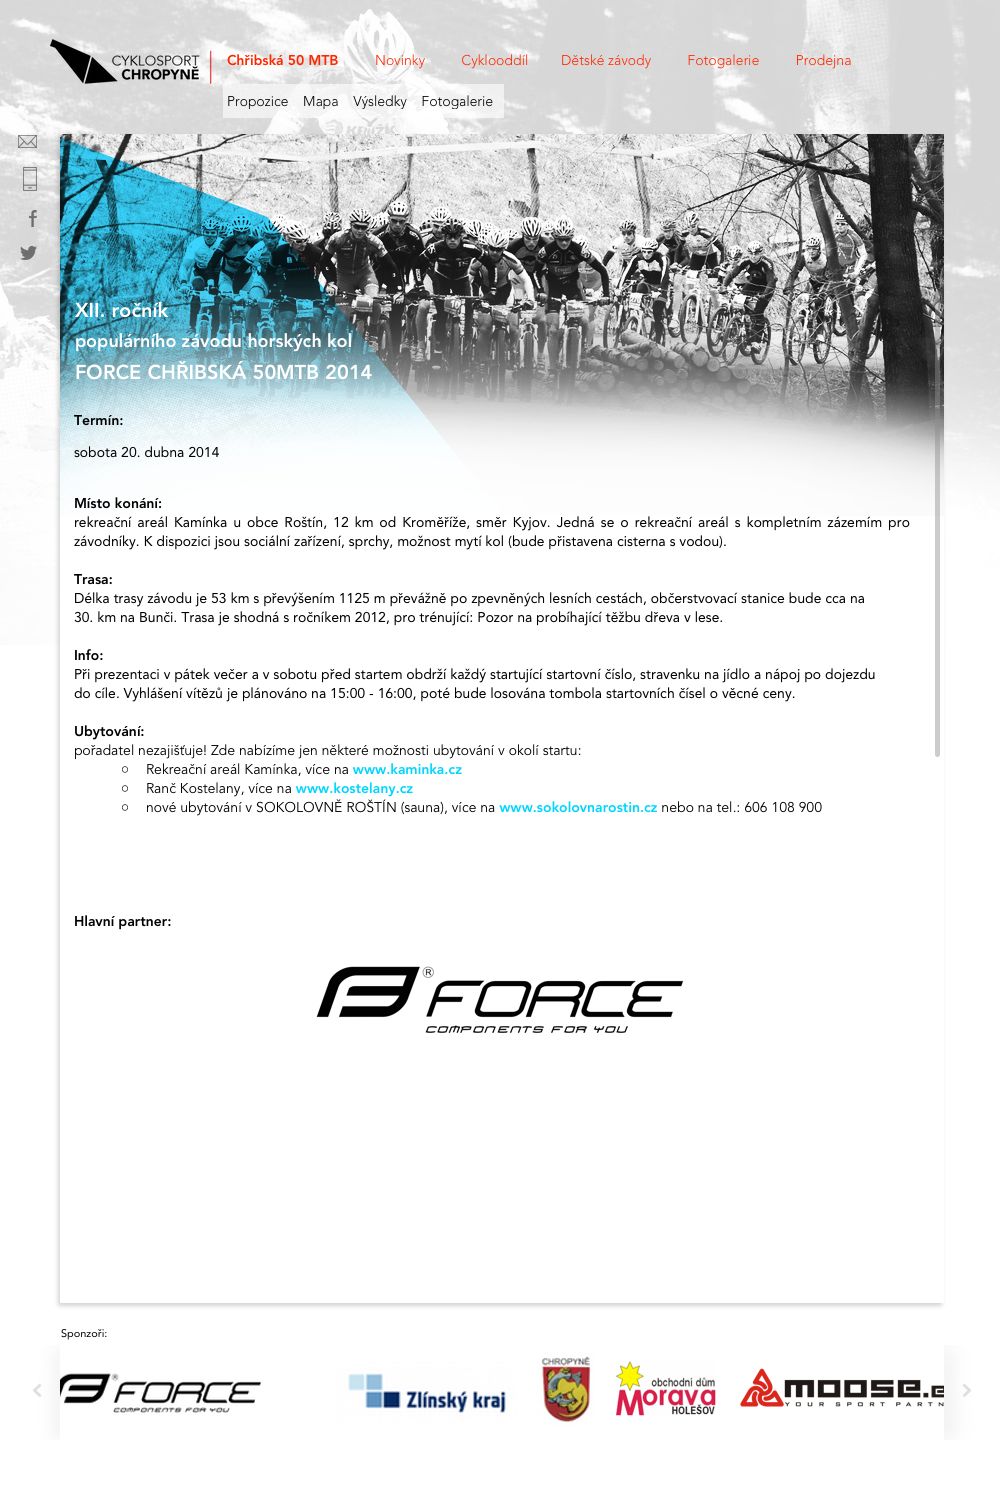 CYKLOSPORT
CHROPYNĚ
Chřibská 50 MTB Novinky Cyklooddíl Dětské závody Fotogalerie Prodejna
Propozice Mapa Výsledky Fotogalerie
XII. ročník
populárního závodu horských kol
FORCE CHŘIBSKÁ 50MTB 2014
Termín:
sobota 20. dubna 2014
Místo konání:
rekreační areál Kamínka u obce Roštín, 12 km od Kroměříže, směr Kyjov. Jedná se o rekreační areál s kompletním zázemím pro
závodníky. K dispozici jsou sociální zařízení, sprchy, možnost mytí kol (bude přistavena cisterna s vodou).
Trasa:
Délka trasy závodu je 53 km s převýšením 1125 m převážně po zpevněných lesních cestách, občerstvovací stanice bude cca na
30. km na Bunči. Trasa je shodná s ročníkem 2012, pro trénující: Pozor na probíhající těžbu dřeva v lese.
Info:
Při prezentaci v pátek večer a v sobotu před startem obdrží každý startující startovní číslo, stravenku na jídlo a nápoj po dojezdu
do cíle. Vyhlášení vítězů je plánováno na 15:00 - 16:00, poté bude losována tombola startovních čísel o věcné ceny.
Ubytování:
pořadatel nezajišťuje! Zde nabízíme jen některé možnosti ubytování v okolí startu:
○ Rekreační areál Kamínka, více na www.kaminka.cz
○ Ranč Kostelany, více na www.kostelany.cz
○ nové ubytování v SOKOLOVNĚ ROŠTÍN (sauna), více na www.sokolovnarostin.cz nebo na tel.: 606 108 900
Hlavní partner:
® FORCE
COMPONENTS FOR YOU
Sponzoři:
® FORCE
COMPONENTS FOR YOU
Zlínský kraj
CHROPYNĚ
obchodní dům
Morava
HOLEŠOV
MOOSE.
YOUR SPORT PARTN